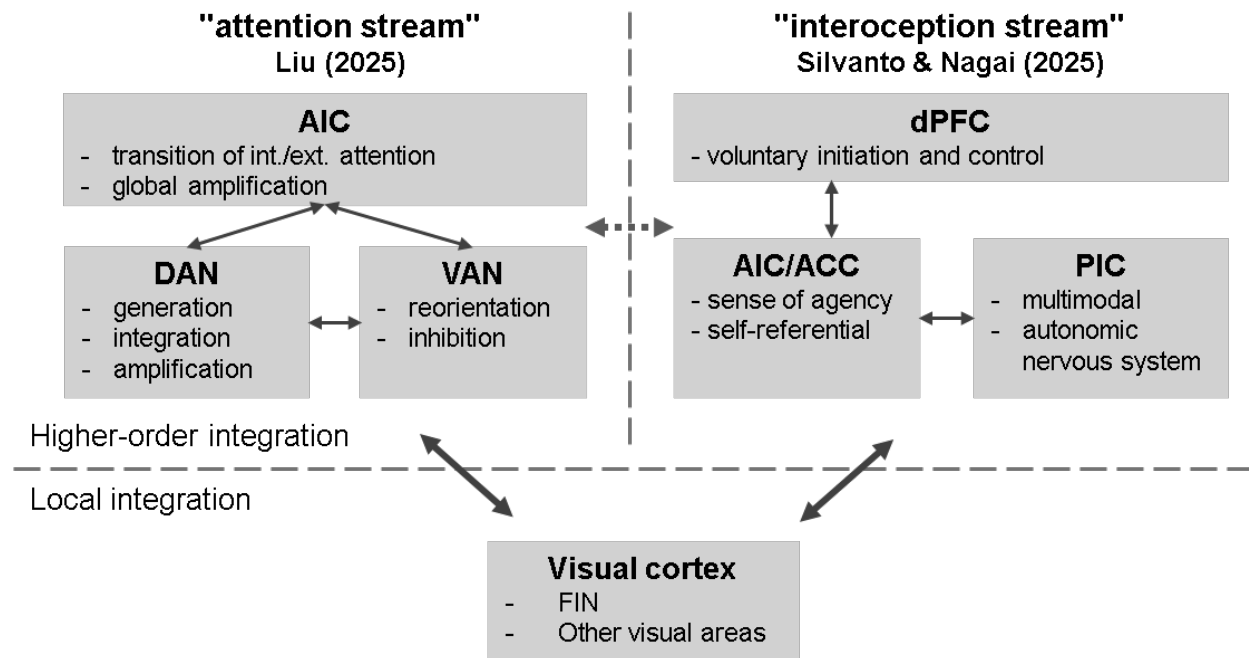 "attention stream"
Liu (2025)
AIC
- transition of int./ext. attention
- global amplification
DAN
- generation
- integration
- amplification
VAN
- reorientation
- inhibition
"interoception stream"
Silvanto & Nagai (2025)
dPFC
- voluntary initiation and control
AIC/ACC
- sense of agency
- self-referential
PIC
- multimodal
- autonomic
nervous system
Higher-order integration
Local integration
Visual cortex
- FIN
- Other visual areas